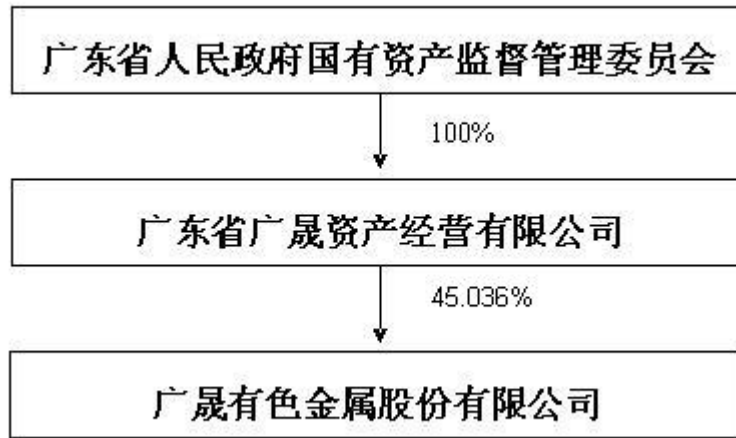 广东省人民政府国有资产监督管理委员会
100%
广东省广晟资产经营有限公司
45.036%
广晟有色金属股份有限公司